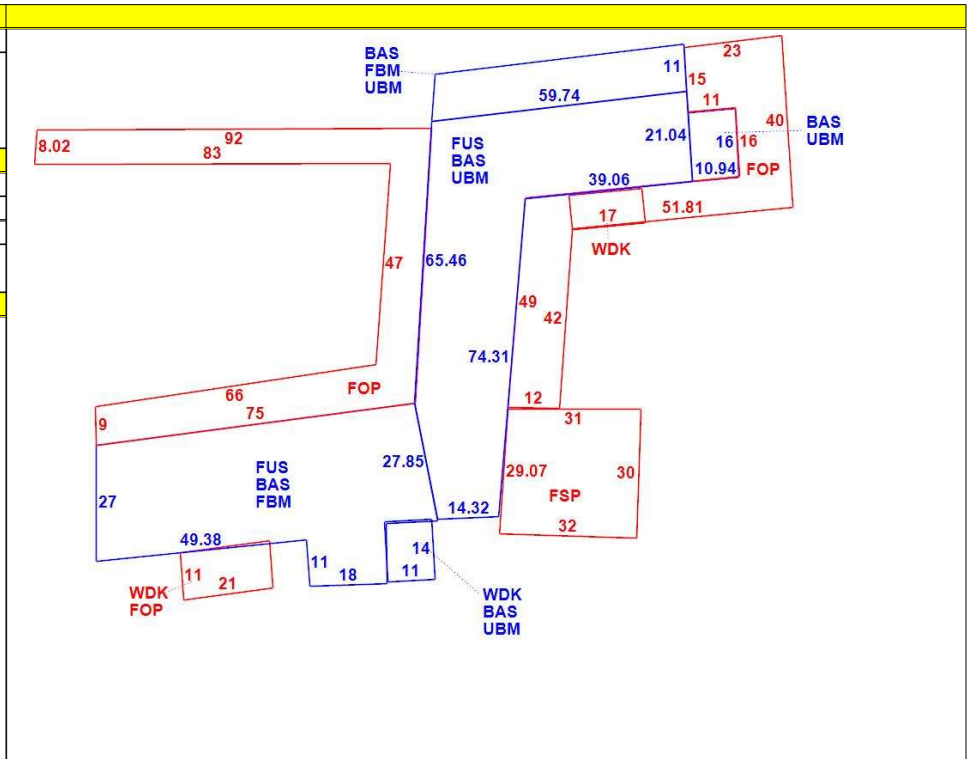 23
BAS
FBM
UBM
11
15
59.74
11
40
BAS
UBM
8.02
92
83
FUS
BAS
UBM
21.04
16
16
10.94
FOP
39.06
17
51.81
WDK
47
65.46
49
42
74.31
66
FOP
75
12
31
9
27.85
29.07
30
FUS
BAS
FBM
FSP
27
14.32
32
49.38
11
14
11
21
18
11
WDK
FOP
WDK
BAS
UBM